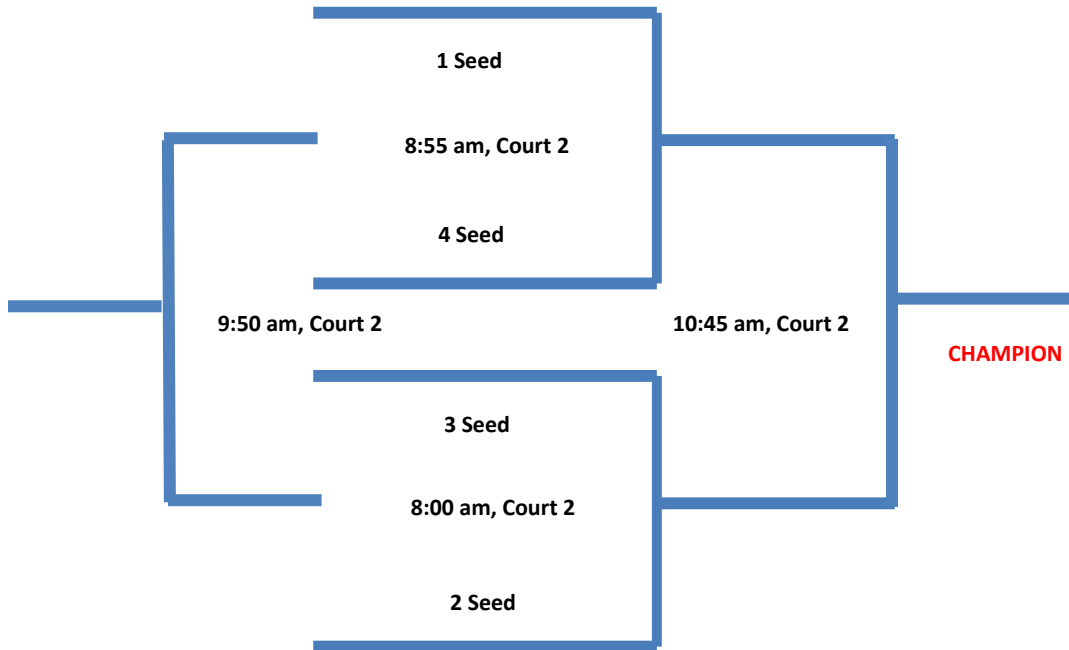 1 Seed
8:55 am, Court 2
4 Seed
9:50 am, Court 2
10:45 am, Court 2
CHAMPION
3 Seed
8:00 am, Court 2
2 Seed